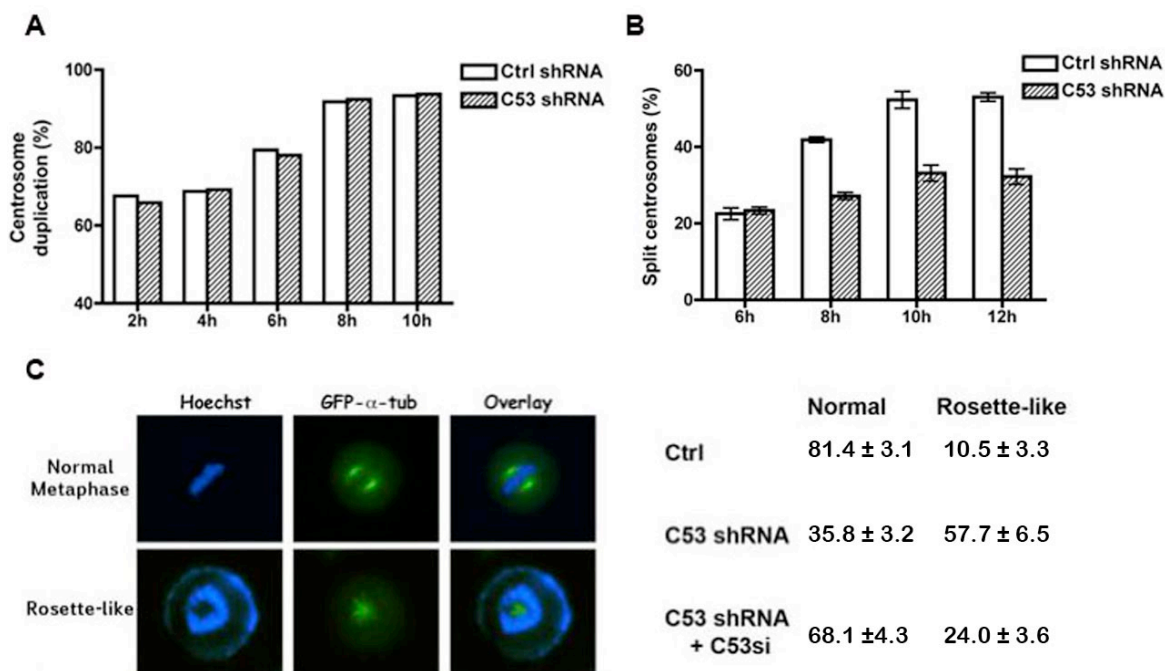 A
Centrosome
duplication (%)
100
80
60
40
2h 4h 6h 8h 10h
Ctrl shRNA
C53 shRNA
B
Split centrosomes (%)
60
40
20
0
6h 8h 10h 12h
Ctrl shRNA
C53 shRNA
C
Hoechst GFP-α-tub Overlay
Normal
Metaphase
Rosette-like
Normal Rosette-like
Ctrl 81.4 ± 3.1 10.5 ± 3.3
C53 shRNA 35.8 ± 3.2 57.7 ± 6.5
C53 shRNA
+ C53si 68.1 ±4.3 24.0 ± 3.6